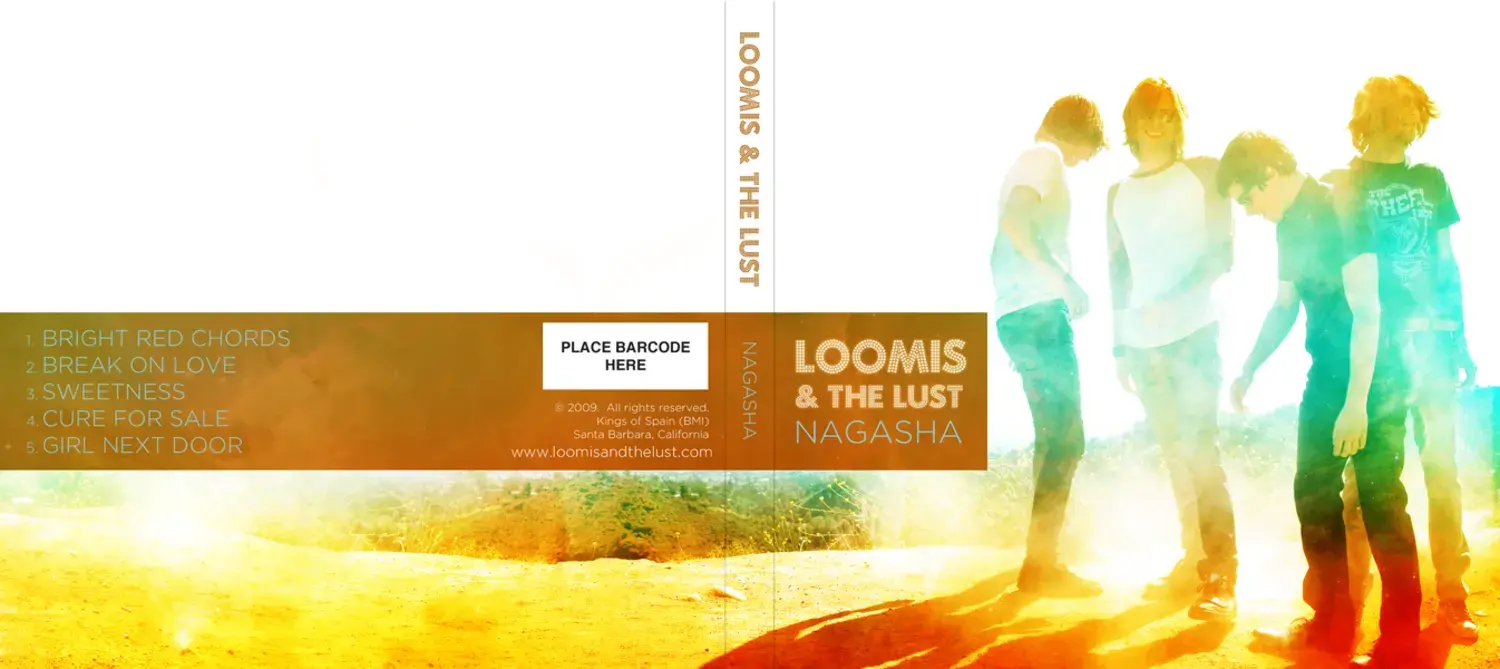 1. BRIGHT RED CHORDS
2. BREAK ON LOVE
3. SWEETNESS
4. CURE FOR SALE
5. GIRL NEXT DOOR
PLACE BARCODE
HERE
© 2009. All rights reserved.
Kings of Spain (BMI)
Santa Barbara, California
www.loomisandthelust.com
LOOMIS & THE LUST
NAGASHA
LOOMIS
& THE LUST
NAGASHA
THE